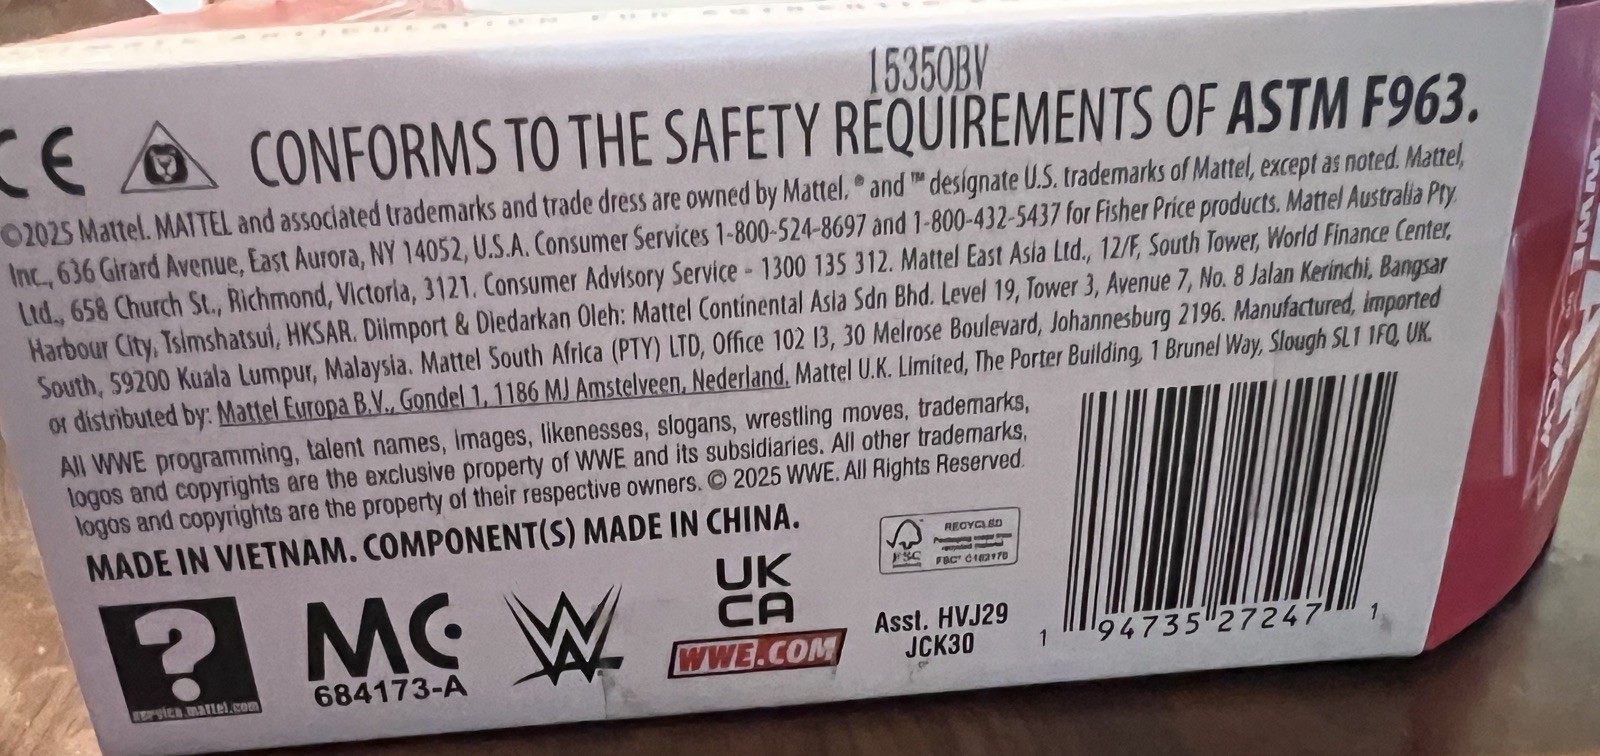 15350BV
CE CONFORMS TO THE SAFETY REQUIREMENTS OF ASTM F963.
©2025 Mattel. MATTEL and associated trademarks and trade dress are owned by Mattel. ® and ™ designate U.S. trademarks of Mattel, except as noted. Mattel,
Inc., 636 Girard Avenue, East Aurora, NY 14052, U.S.A. Consumer Services 1-800-524-8697 and 1-800-432-5437 for Fisher Price products. Mattel Australia Pty.
Ltd., 658 Church St., Richmond, Victoria, 3121. Consumer Advisory Service - 1300 135 312. Mattel East Asia Ltd., 12/F, South Tower, World Finance Center,
Harbour City, Tsimshatsui, HKSAR. Diimport & Diedarkan Oleh: Mattel Continental Asia Sdn Bhd. Level 19, Tower 3, Avenue 7, No. 8 Jalan Kerinchi, Bangsar
South, 59200 Kuala Lumpur, Malaysia. Mattel South Africa (PTY) LTD, Office 102 I3, 30 Melrose Boulevard, Johannesburg 2196. Manufactured, imported
or distributed by: Mattel Europa B.V., Gondel 1, 1186 MJ Amstelveen, Nederland. Mattel U.K. Limited, The Porter Building, 1 Brunel Way, Slough SL1 1FQ, UK.
All WWE programming, talent names, images, likenesses, slogans, wrestling moves, trademarks,
logos and copyrights are the exclusive property of WWE and its subsidiaries. All other trademarks,
logos and copyrights are the property of their respective owners. © 2025 WWE. All Rights Reserved.
MADE IN VIETNAM. COMPONENT(S) MADE IN CHINA.
?
service.mattel.com
MC
684173-A
W
UK
CA
WWE.COM
FSC
RECYCLED
Asst. HVJ29
JCK30
1 94735 27247 1